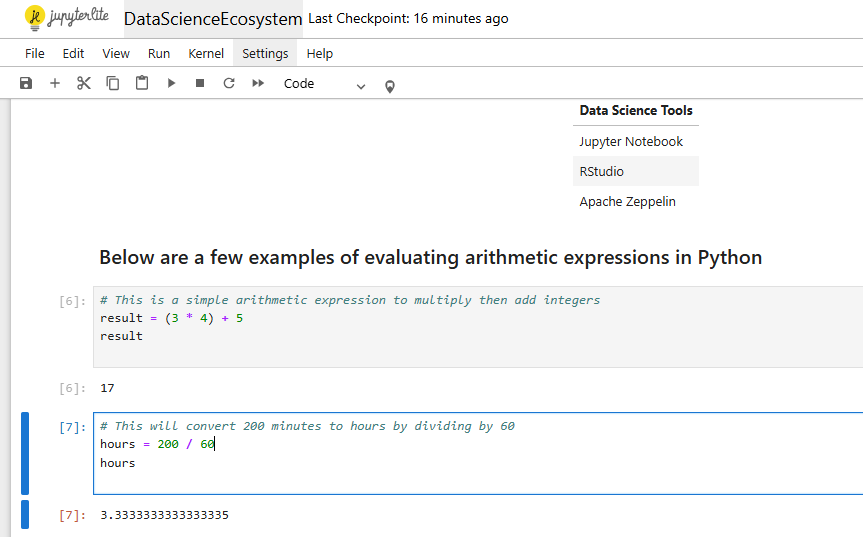 jupyterlite DataScienceEcosystem Last Checkpoint: 16 minutes ago
File Edit View Run Kernel Settings Help
Code
Data Science Tools
Jupyter Notebook
RStudio
Apache Zeppelin
Below are a few examples of evaluating arithmetic expressions in Python
[6]: # This is a simple arithmetic expression to multiply then add integers
result = (3 * 4) + 5
result
[6]: 17
[7]: # This will convert 200 minutes to hours by dividing by 60
hours = 200 / 60
hours
[7]: 3.3333333333333335